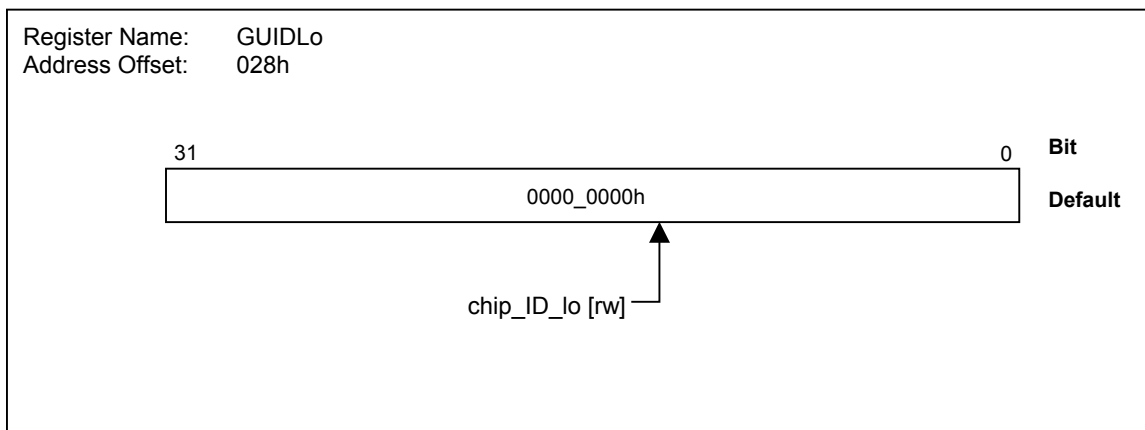 Register Name: GUIDLo
Address Offset: 028h
31 0 Bit
0000_0000h Default
chip_ID_lo [rw]